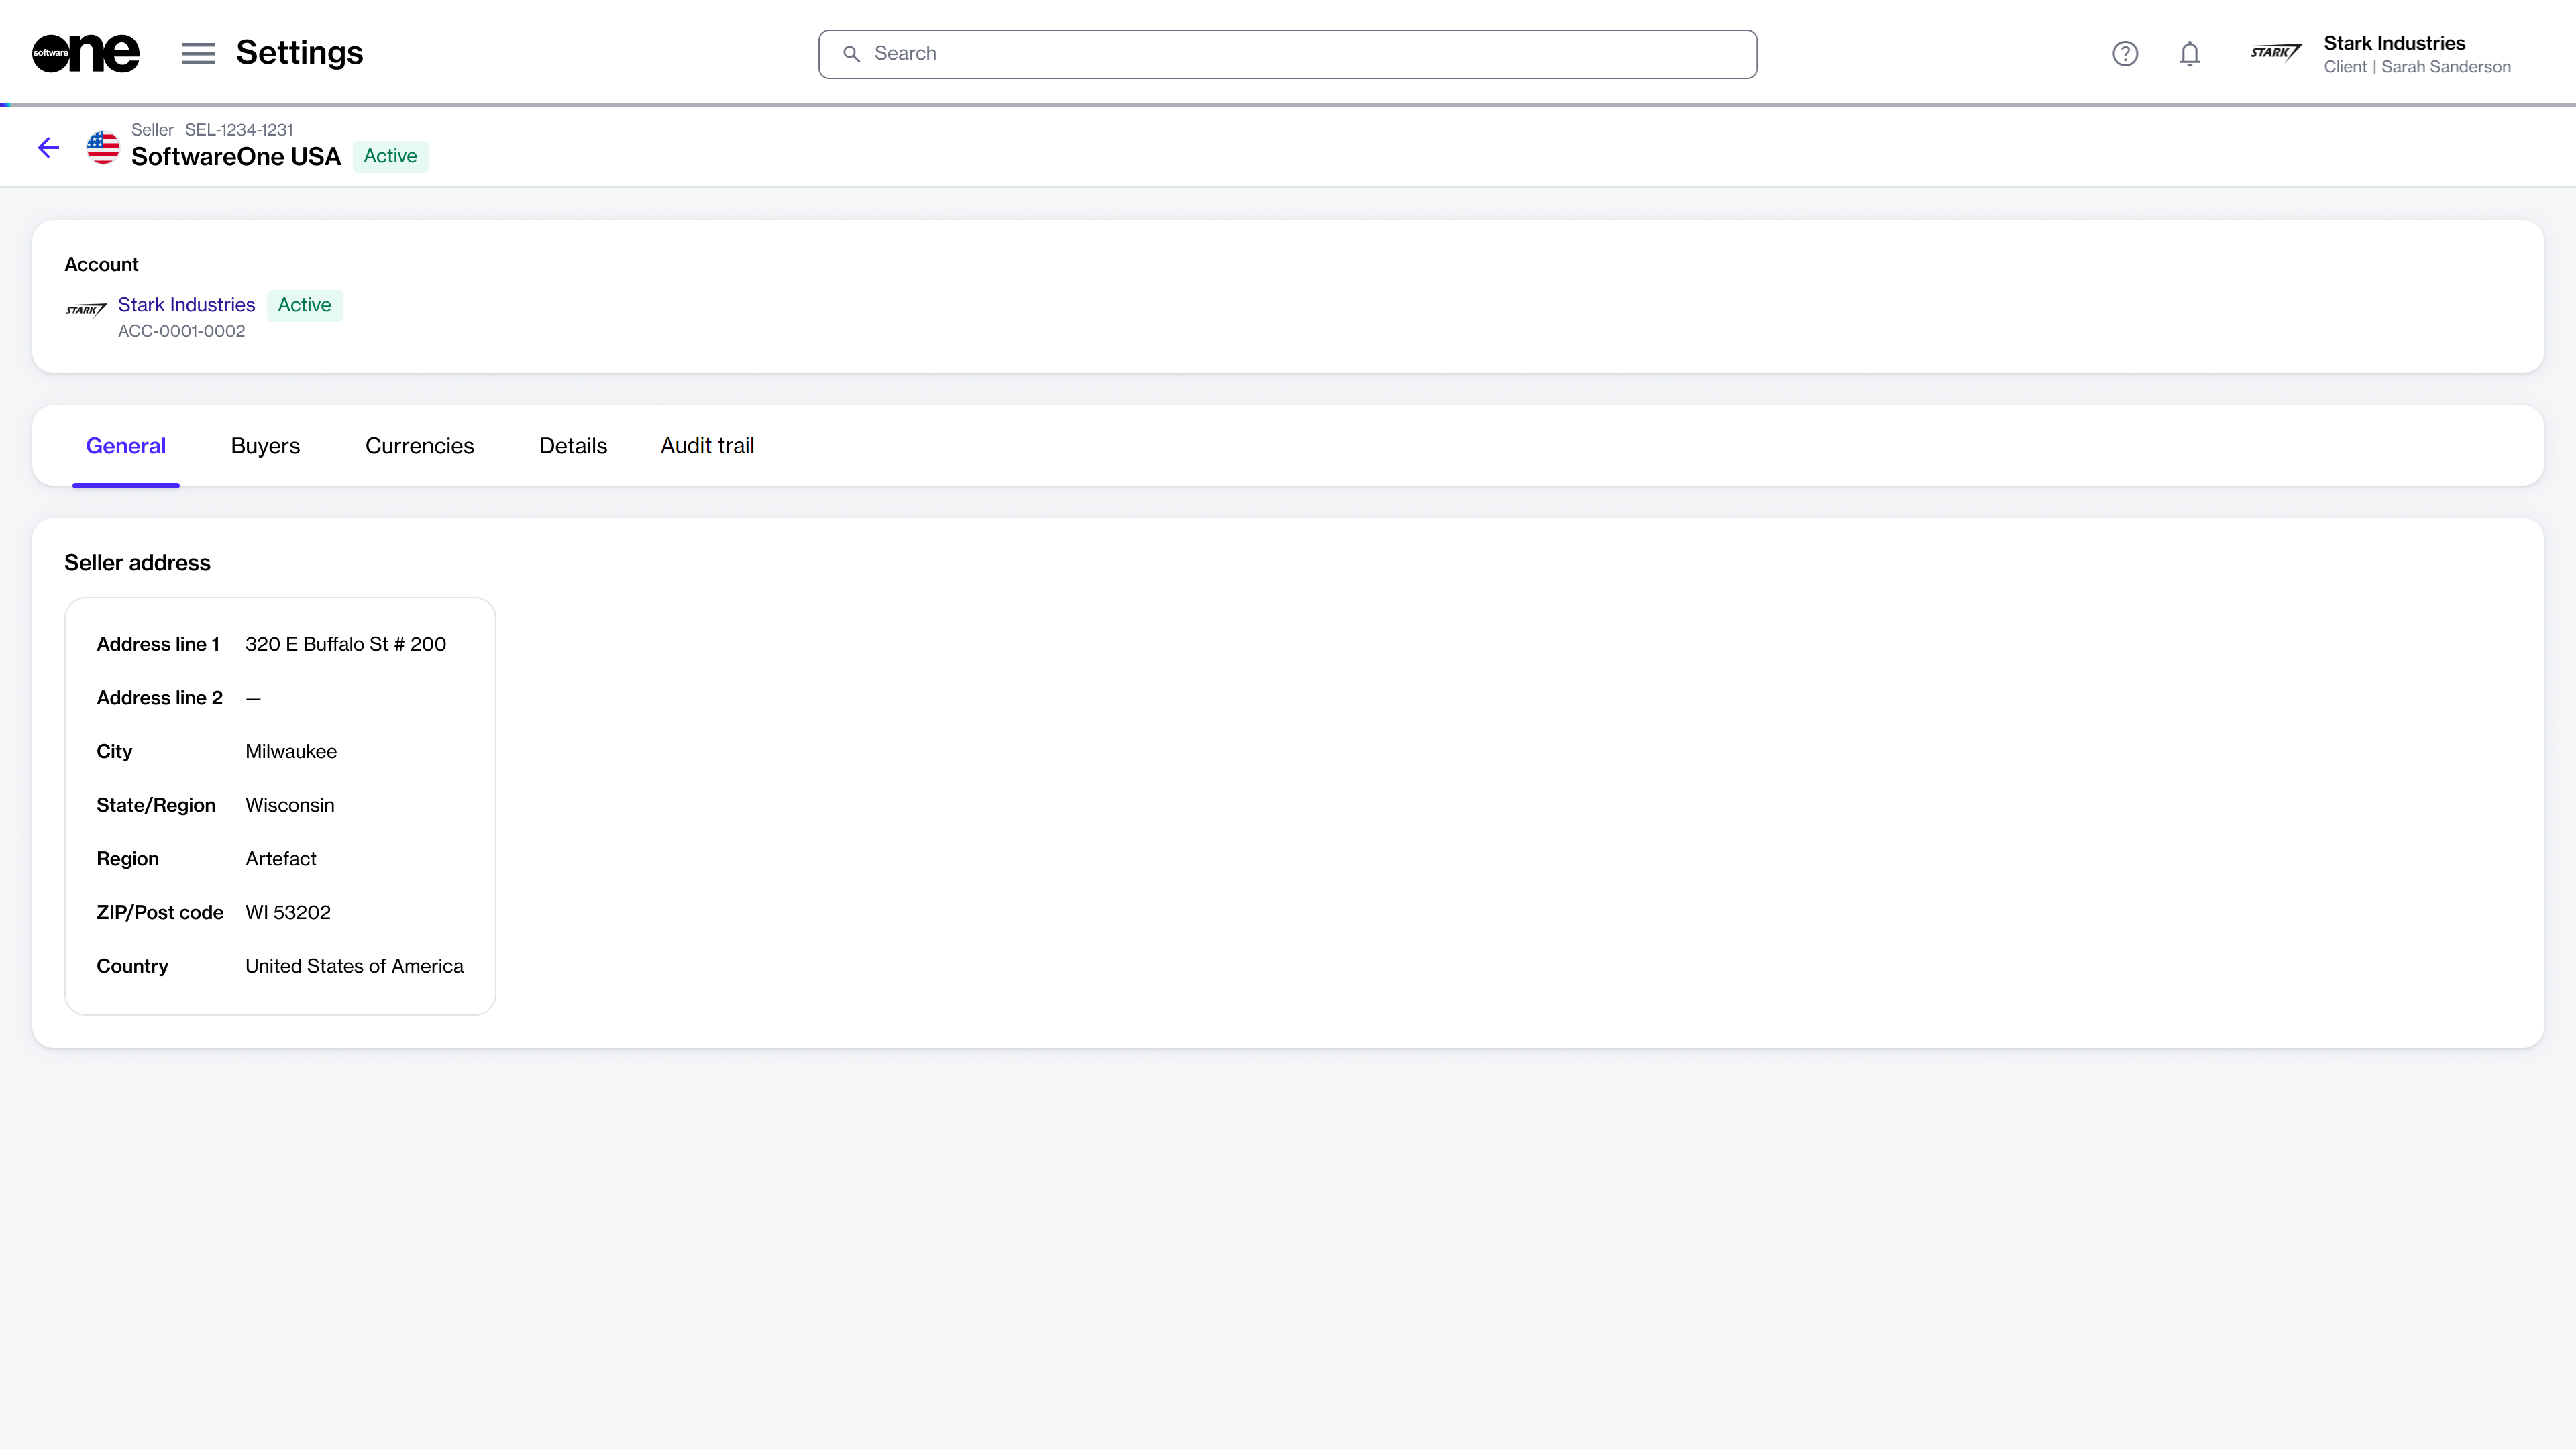 software one
Settings
Search
Stark Industries
Client | Sarah Sanderson
Seller SEL-1234-1231
SoftwareOne USA Active
Account
STARK Stark Industries Active
ACC-0001-0002
General Buyers Currencies Details Audit trail
Seller address
Address line 1 320 E Buffalo St # 200
Address line 2 —
City Milwaukee
State/Region Wisconsin
Region Artefact
ZIP/Post code WI 53202
Country United States of America